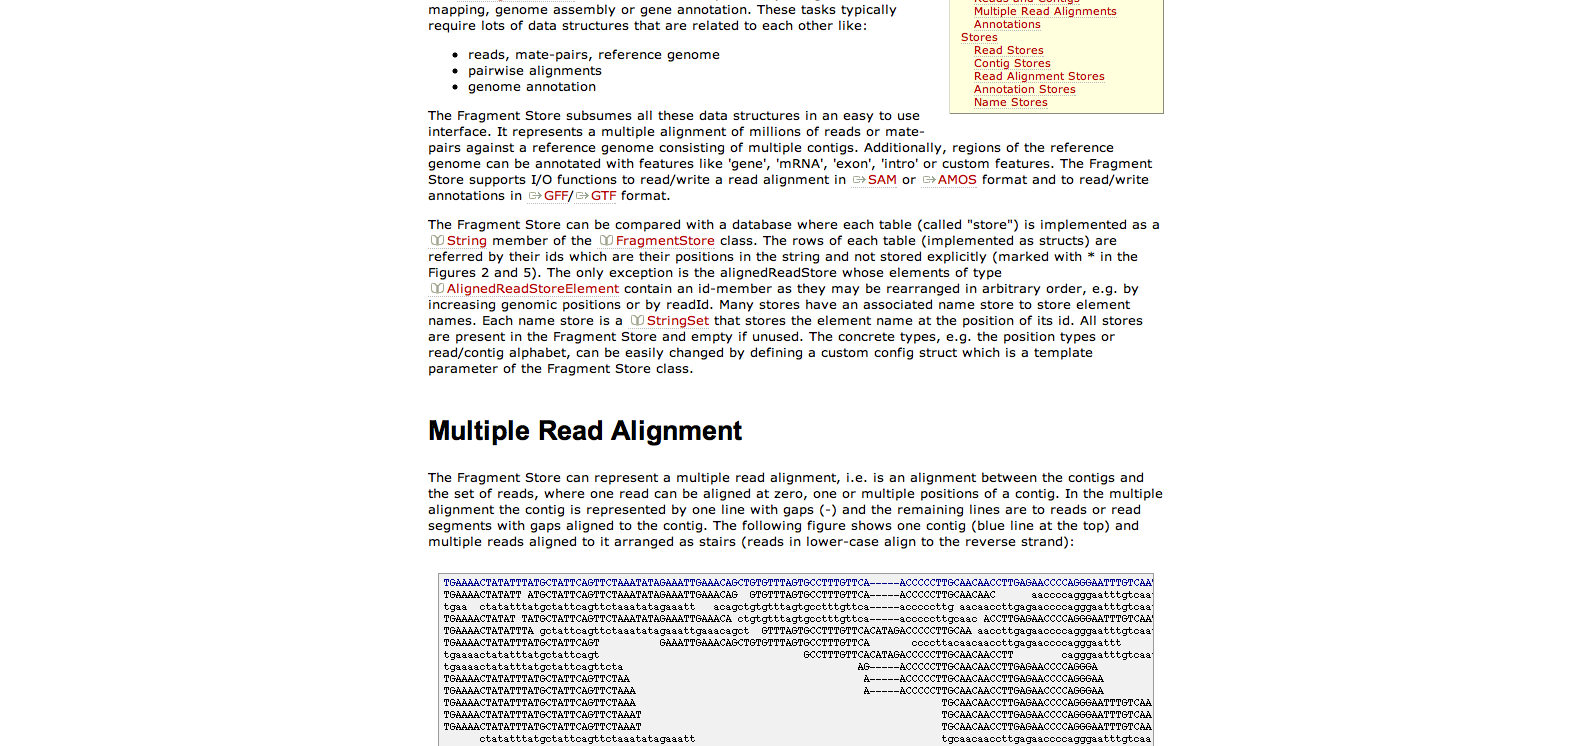 mapping, genome assembly or gene annotation. These tasks typically
require lots of data structures that are related to each other like:
• reads, mate-pairs, reference genome
• pairwise alignments
• genome annotation
Reads and Contigs
Multiple Read Alignments
Annotations
Stores
Read Stores
Contig Stores
Read Alignment Stores
Annotation Stores
Name Stores
The Fragment Store subsumes all these data structures in an easy to use
interface. It represents a multiple alignment of millions of reads or mate-
pairs against a reference genome consisting of multiple contigs. Additionally, regions of the reference
genome can be annotated with features like 'gene', 'mRNA', 'exon', 'intro' or custom features. The Fragment
Store supports I/O functions to read/write a read alignment in SAM or AMOS format and to read/write
annotations in GFF/ GTF format.
The Fragment Store can be compared with a database where each table (called "store") is implemented as a
String member of the FragmentStore class. The rows of each table (implemented as structs) are
referred by their ids which are their positions in the string and not stored explicitly (marked with * in the
Figures 2 and 5). The only exception is the alignedReadStore whose elements of type
AlignedReadStoreElement contain an id-member as they may be rearranged in arbitrary order, e.g. by
increasing genomic positions or by readId. Many stores have an associated name store to store element
names. Each name store is a StringSet that stores the element name at the position of its id. All stores
are present in the Fragment Store and empty if unused. The concrete types, e.g. the position types or
read/contig alphabet, can be easily changed by defining a custom config struct which is a template
parameter of the Fragment Store class.
Multiple Read Alignment
The Fragment Store can represent a multiple read alignment, i.e. is an alignment between the contigs and
the set of reads, where one read can be aligned at zero, one or multiple positions of a contig. In the multiple
alignment the contig is represented by one line with gaps (-) and the remaining lines are to reads or read
segments with gaps aligned to the contig. The following figure shows one contig (blue line at the top) and
multiple reads aligned to it arranged as stairs (reads in lower-case align to the reverse strand):
TGAAAACTATATTTATGCTATTCAGTTCTAAATATAGAAATTGAAACAGCTGTGTTTAGTGCCTTTGTTCA-----ACCCCCTTGCAACAACCTTGAGAACCCCAGGGAATTTGTCAAT
TGAAAACTATATT ATGCTATTCAGTTCTAAATATAGAAATTGAAACAG GTGTTTAGTGCCTTTGTTCA-----ACCCCCTTGCAACAAC aaccccagggaatttgtcaa
tgaa ctatatttatgctattcagttctaaatatagaaatt acagctgtgtttagtgcctttgttca-----acccccttg aacaaccttgagaaccccagggaatttgtcaa
TGAAAACTATAT TATGCTATTCAGTTCTAAATATAGAAATTGAAACA ctgtgtttagtgcctttgttca-----acccccttgcaac ACCTTGAGAACCCCAGGGAATTTGTCAA
TGAAAACTATATTTA gctattcagttctaaatatagaaattgaaacagct GTTTAGTGCCTTTGTTCACATAGACCCCCTTGCAA aaccttgagaaccccagggaatttgtcaa
TGAAAACTATATTTATGCTATTCAGT GAAATTGAAACAGCTGTGTTTAGTGCCTTTGTTCA ccccttacaacaaccttgagaaccccagggaattt
tgaaaactatatttatgctattcagt GCCTTTGTTCACATAGACCCCCTTGCAACAACCTT cagggaatttgtcaa
tgaaaactatatttatgctattcagttcta AG-----ACCCCCTTGCAACAACCTTGAGAACCCCAGGGA
TGAAAACTATATTTATGCTATTCAGTTCTAA A-----ACCCCCTTGCAACAACCTTGAGAACCCCAGGGAA
TGAAAACTATATTTATGCTATTCAGTTCTAAA A-----ACCCCCTTGCAACAACCTTGAGAACCCCAGGGAA
TGAAAACTATATTTATGCTATTCAGTTCTAAA TGCAACAACCTTGAGAACCCCAGGGAATTTGTCAA
TGAAAACTATATTTATGCTATTCAGTTCTAAAT TGCAACAACCTTGAGAACCCCAGGGAATTTGTCAA
TGAAAACTATATTTATGCTATTCAGTTCTAAAT TGCAACAACCTTGAGAACCCCAGGGAATTTGTCAA
ctatatttatgctattcagttctaaatatagaaatt tgcaacaaccttgagaaccccagggaatttgtcaa